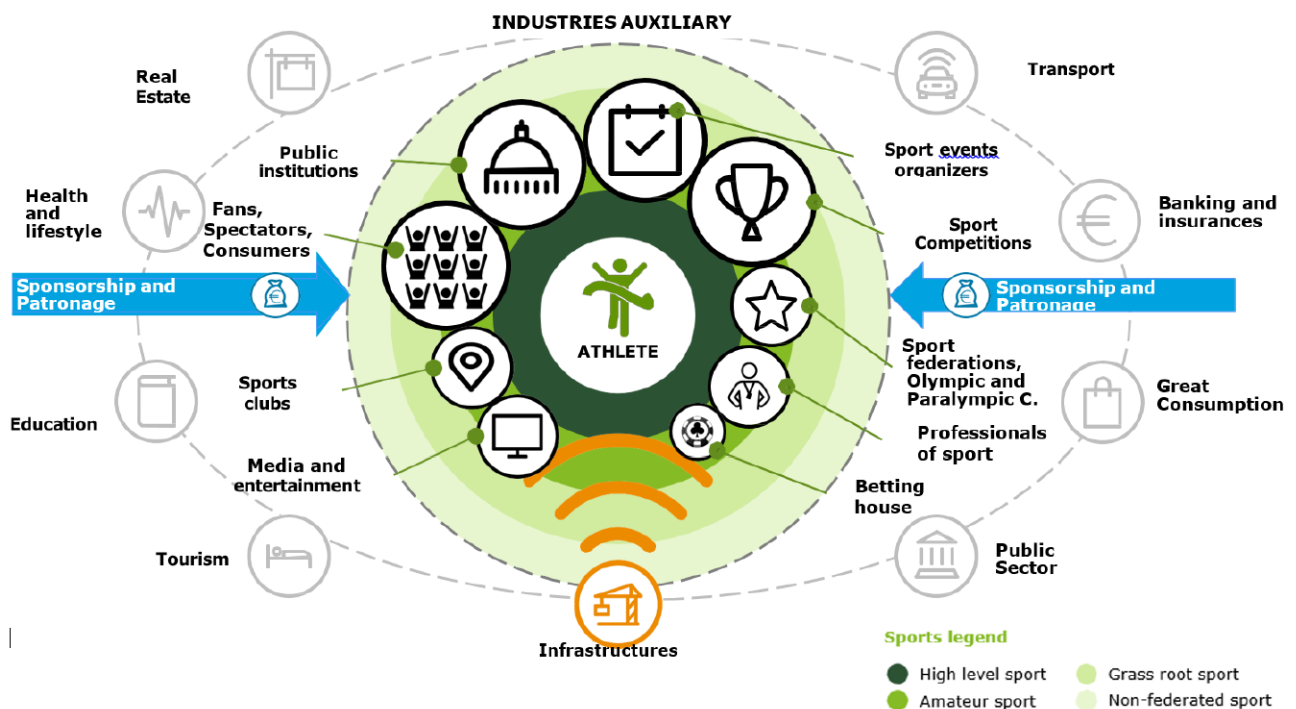 INDUSTRIES AUXILIARY
Real
Estate
Transport
Public
institutions
Sport events
organizers
Health
and
lifestyle
Fans,
Spectators,
Consumers
Sport
Competitions
Banking and
insurances
Sponsorship and
Patronage
ATHLETE
Sponsorship and
Patronage
Sports
clubs
Sport
federations,
Olympic and
Paralympic C.
Education
Great
Consumption
Professionals
of sport
Media and
entertainment
Betting
house
Tourism
Public
Sector
Infrastructures
Sports legend
High level sport
Grass root sport
Amateur sport
Non-federated sport